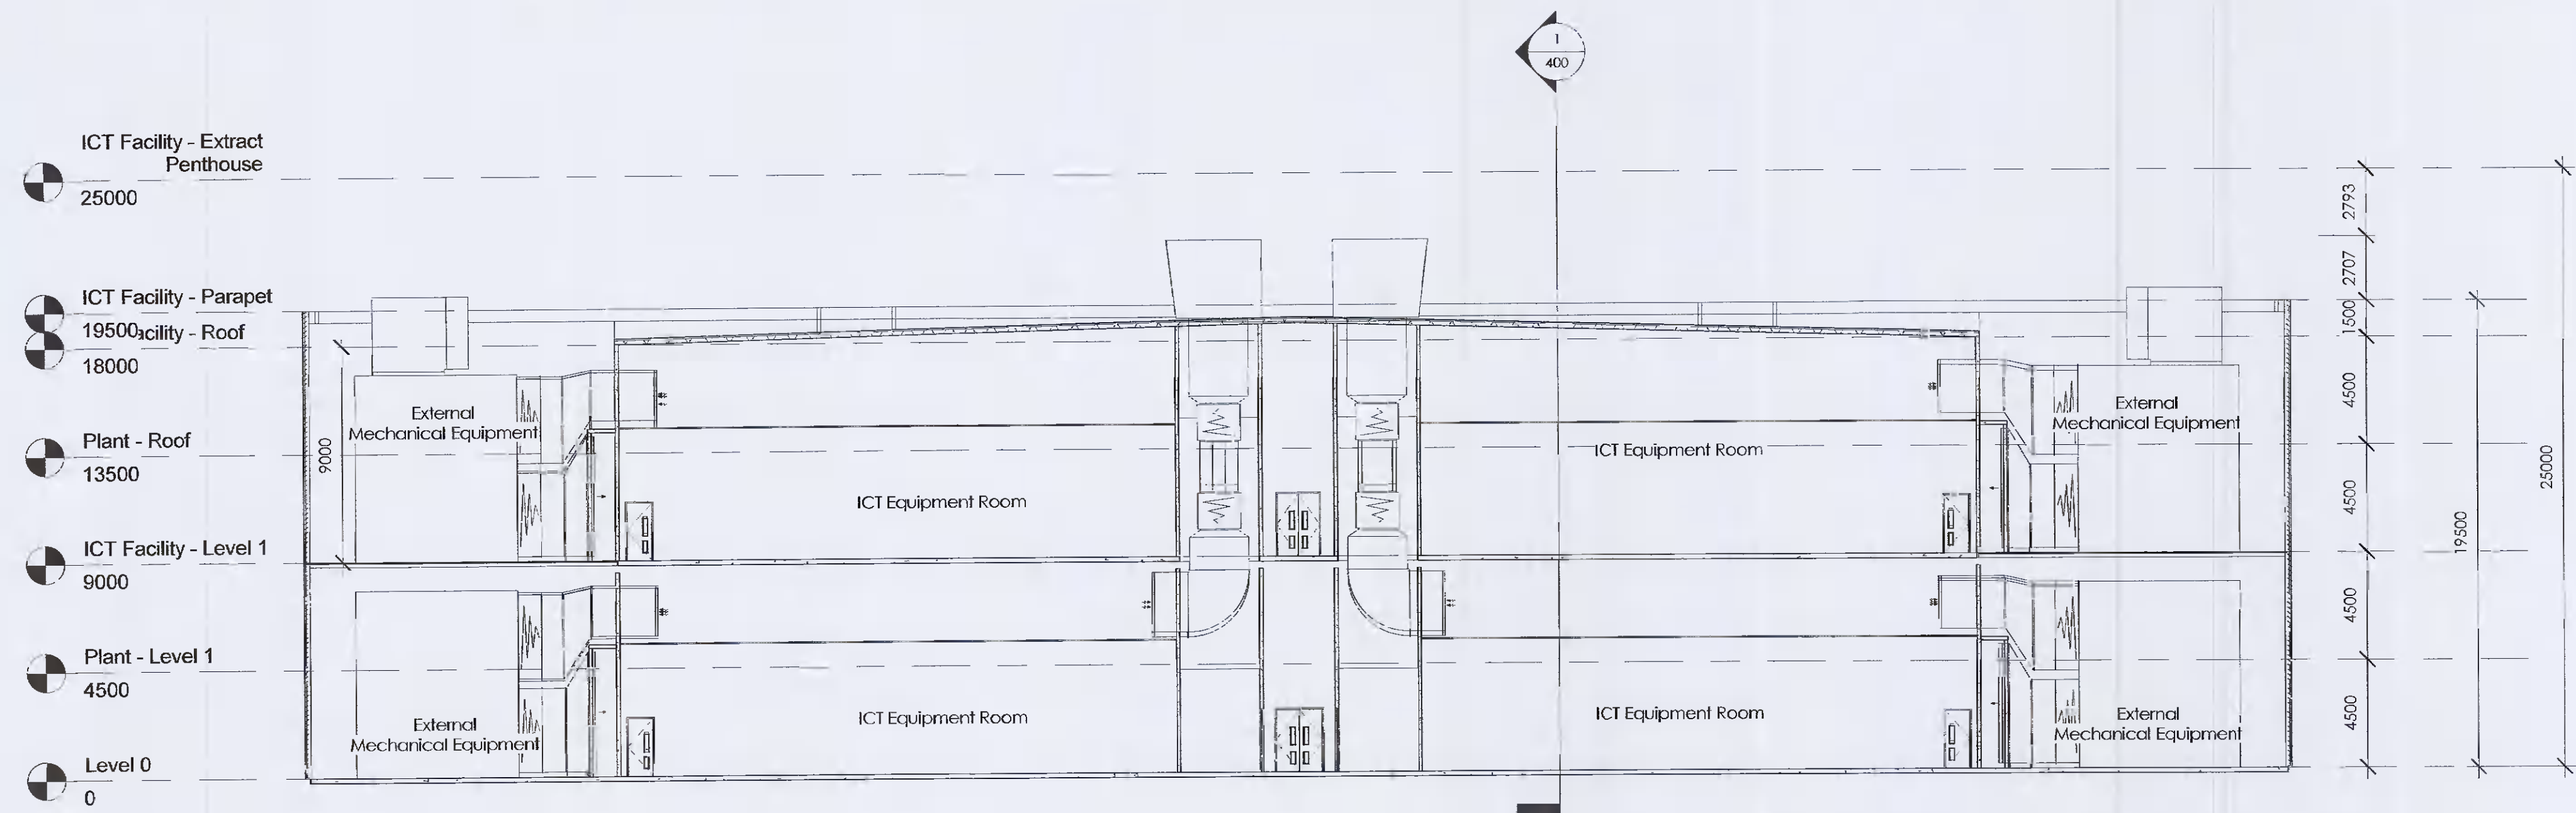 1
400
ICT Facility - Extract
Penthouse
25000
ICT Facility - Parapet
19500
acility - Roof
18000
Plant - Roof
13500
ICT Facility - Level 1
9000
Plant - Level 1
4500
Level 0
0
9000
External
Mechanical Equipment
ICT Equipment Room
ICT Equipment Room
External
Mechanical Equipment
External
Mechanical Equipment
ICT Equipment Room
ICT Equipment Room
External
Mechanical Equipment
2793
2707
1500
4500
4500
4500
4500
19500
25000